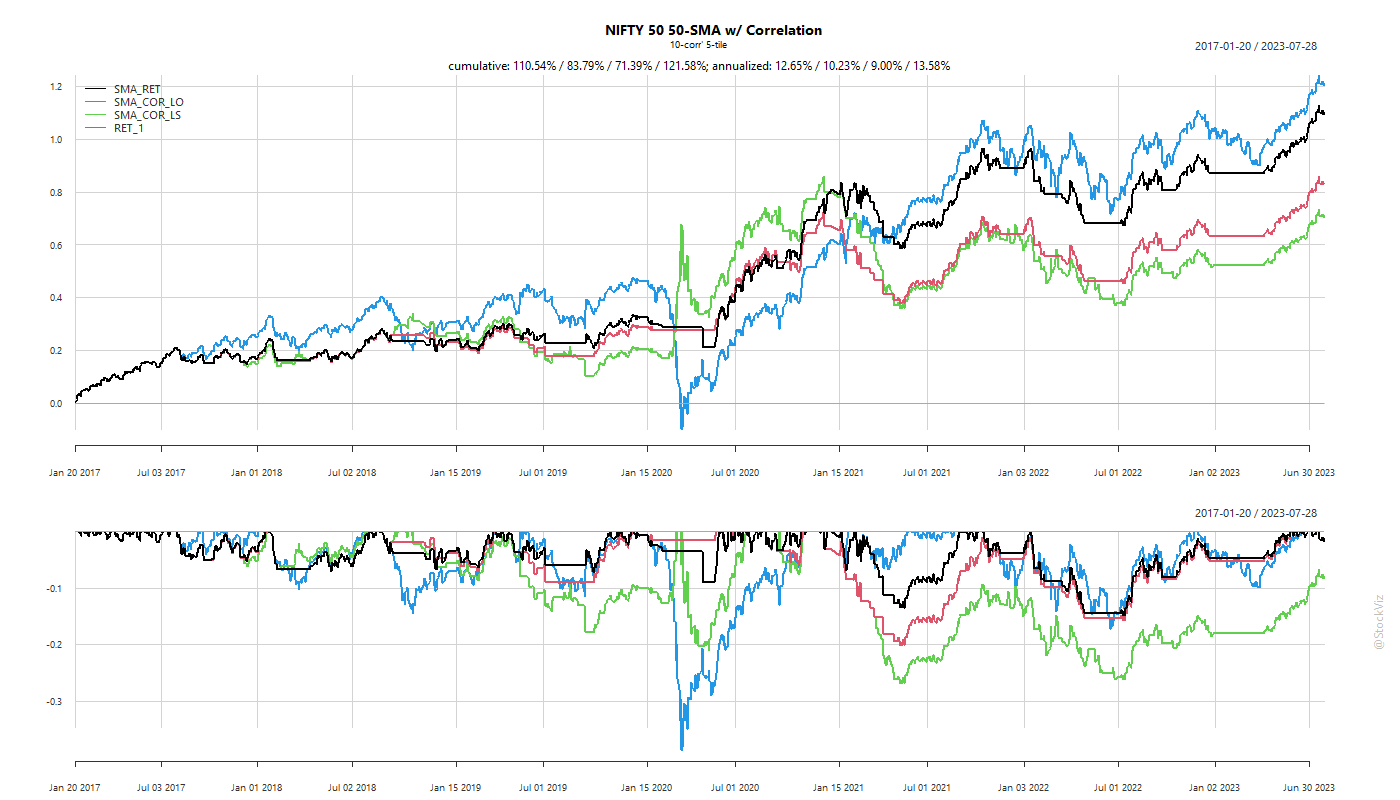 NIFTY 50 50-SMA w/ Correlation
10-corr' 5-tile
2017-01-20 / 2023-07-28
cumulative: 110.54% / 83.79% / 71.39% / 121.58%; annualized: 12.65% / 10.23% / 9.00% / 13.58%
SMA_RET
SMA_COR_LO
SMA_COR_LS
RET_1
1.2
1.0
0.8
0.6
0.4
0.2
0.0
Jan 20 2017 Jul 03 2017 Jan 01 2018 Jul 02 2018 Jan 15 2019 Jul 01 2019 Jan 15 2020 Jul 01 2020 Jan 15 2021 Jul 01 2021 Jan 03 2022 Jul 01 2022 Jan 02 2023 Jun 30 2023
2017-01-20 / 2023-07-28
-0.1
-0.2
-0.3
Jan 20 2017 Jul 03 2017 Jan 01 2018 Jul 02 2018 Jan 15 2019 Jul 01 2019 Jan 15 2020 Jul 01 2020 Jan 15 2021 Jul 01 2021 Jan 03 2022 Jul 01 2022 Jan 02 2023 Jun 30 2023
@StockViz